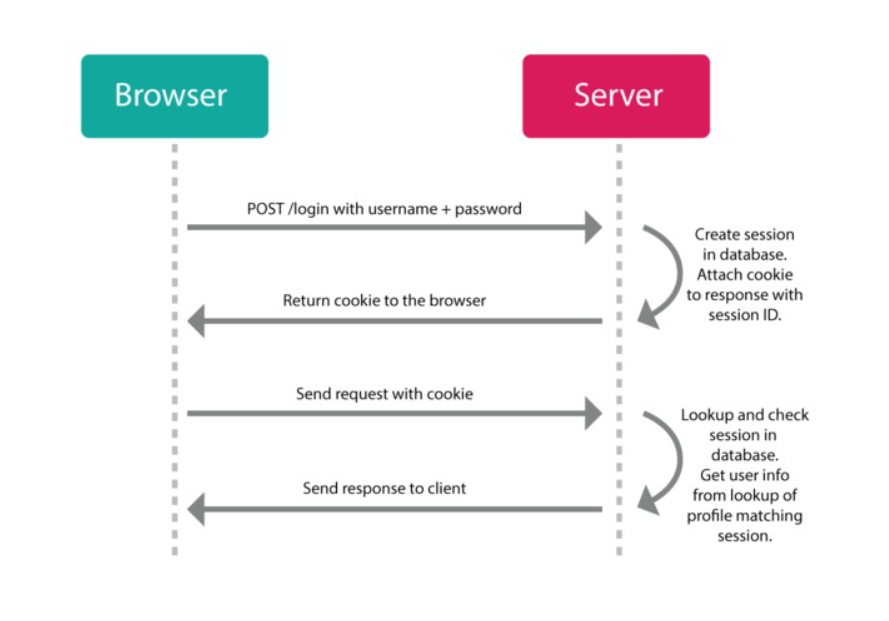 Browser
Server
POST /login with username + password
Create session
in database.
Attach cookie
to response with
session ID.
Return cookie to the browser
Send request with cookie
Lookup and check
session in
database.
Get user info
from lookup of
profile matching
session.
Send response to client